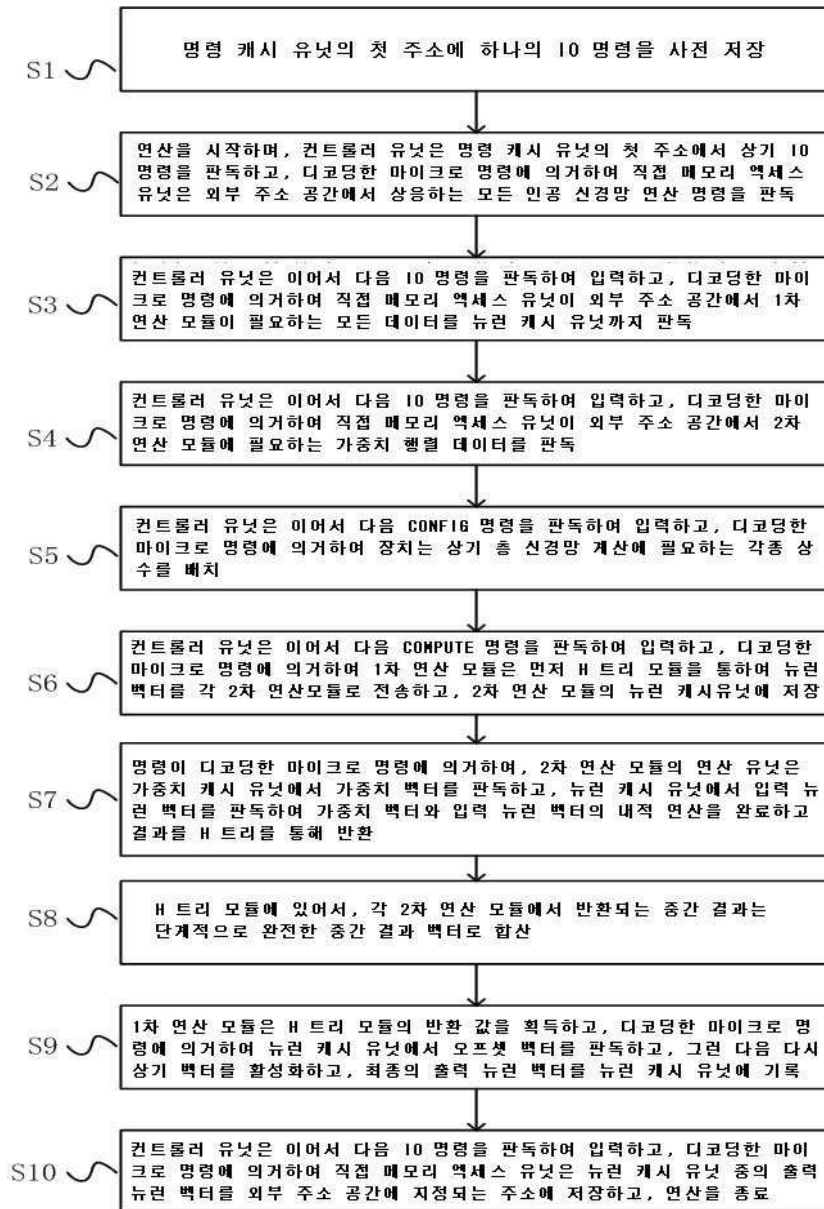 S1
명령 캐시 유닛의 첫 주소에 하나의 IO 명령을 사전 저장
S2
연산을 시작하며, 컨트롤러 유닛은 명령 캐시 유닛의 첫 주소에서 상기 IO
명령을 판독하고, 디코딩한 마이크로 명령에 의거하여 직접 메모리 액세스
유닛은 외부 주소 공간에서 상응하는 모든 인공 신경망 연산 명령을 판독
S3
컨트롤러 유닛은 이어서 다음 IO 명령을 판독하여 입력하고, 디코딩한 마이
크로 명령에 의거하여 직접 메모리 액세스 유닛이 외부 주소 공간에서 1차
연산 모듈이 필요하는 모든 데이터를 뉴런 캐시 유닛까지 판독
S4
컨트롤러 유닛은 이어서 다음 IO 명령을 판독하여 입력하고, 디코딩한 마이
크로 명령에 의거하여 직접 메모리 액세스 유닛이 외부 주소 공간에서 2차
연산 모듈에 필요하는 가중치 행렬 데이터를 판독
S5
컨트롤러 유닛은 이어서 다음 CONFIG 명령을 판독하여 입력하고, 디코딩한
마이크로 명령에 의거하여 장치는 상기 층 신경망 계산에 필요하는 각종 상
수를 배치
S6
컨트롤러 유닛은 이어서 다음 COMPUTE 명령을 판독하여 입력하고, 디코딩한
마이크로 명령에 의거하여 1차 연산 모듈은 먼저 H 트리 모듈을 통하여 뉴런
벡터를 각 2차 연산모듈로 전송하고, 2차 연산 모듈의 뉴런 캐시유닛에 저장
S7
명령이 디코딩한 마이크로 명령에 의거하여, 2차 연산 모듈의 연산 유닛은
가중치 캐시 유닛에서 가중치 벡터를 판독하고, 뉴런 캐시 유닛에서 입력 뉴
런 벡터를 판독하여 가중치 벡터와 입력 뉴런 벡터의 내적 연산을 완료하고
결과를 H 트리를 통해 반환
S8
H 트리 모듈에 있어서, 각 2차 연산 모듈에서 반환되는 중간 결과는
단계적으로 완전한 중간 결과 벡터로 합산
S9
1차 연산 모듈은 H 트리 모듈의 반환 값을 획득하고, 디코딩한 마이크로 명
령에 의거하여 뉴런 캐시 유닛에서 오프셋 벡터를 판독하고, 그런 다음 다시
상기 벡터를 활성화하고, 최종의 출력 뉴런 벡터를 뉴런 캐시 유닛에 기록
S10
컨트롤러 유닛은 이어서 다음 IO 명령을 판독하여 입력하고, 디코딩한 마이
크로 명령에 의거하여 직접 메모리 액세스 유닛은 뉴런 캐시 유닛 중의 출력
뉴런 벡터를 외부 주소 공간에 지정되는 주소에 저장하고, 연산을 종료